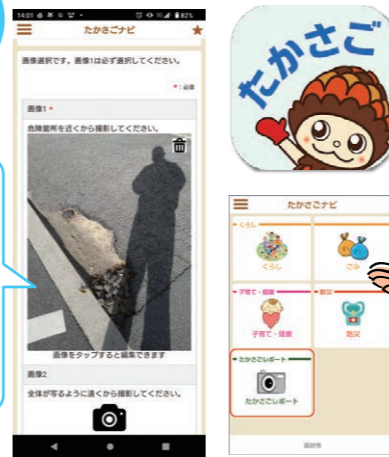 14:01
82%
たかさごナビ
画像選択です。画像1は必ず選択してください。
*：必須
画像1 *
危険箇所を近くから撮影してください。
画像をタップすると編集できます
画像2
全体が写るように遠くから撮影してください。
たかさご
たかさごナビ
くらし
くらし
ごみ
子育て・健康
防災
子育て・健康
防災
たかさごレポート
たかさごレポート
高砂市